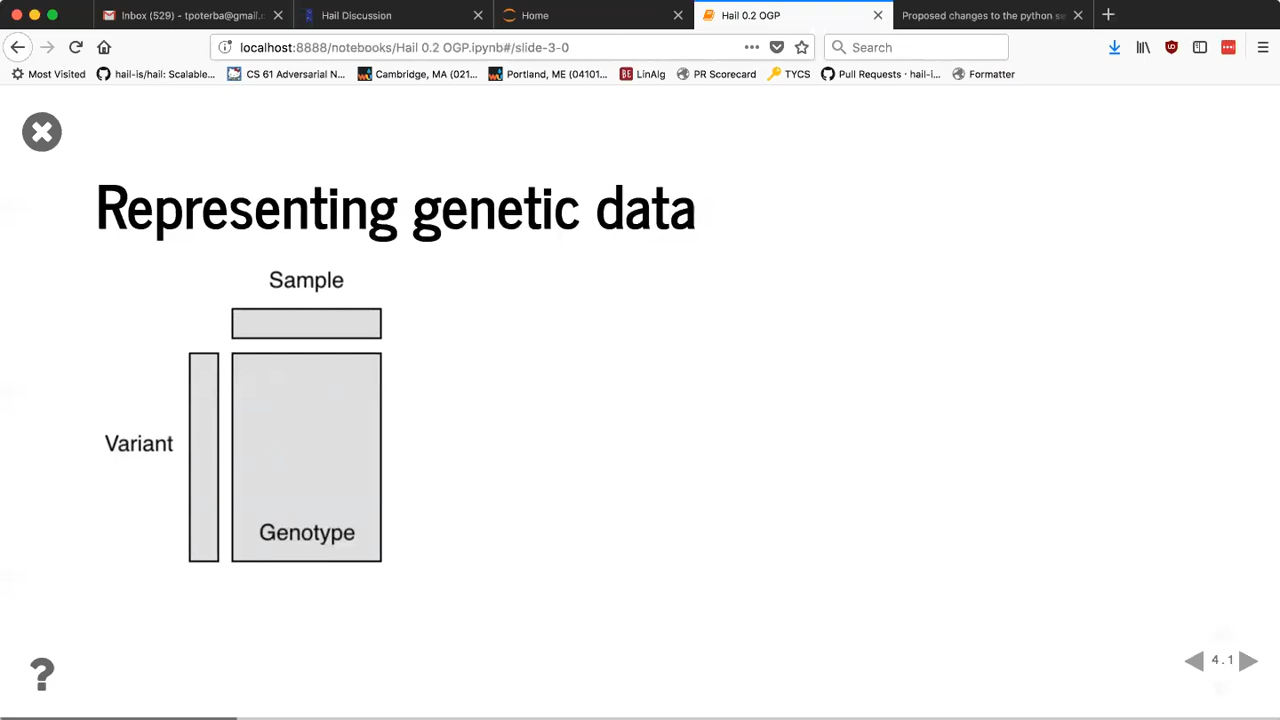 Inbox (529) - tpoterba@gmail.c
Hail Discussion
Home
Hail 0.2 OGP
Proposed changes to the python se
localhost:8888/notebooks/Hail 0.2 OGP.ipynb#/slide-3-0
Search
Most Visited
hail-is/hail: Scalable...
CS 61 Adversarial N...
Cambridge, MA (021...
Portland, ME (04101...
BE LinAlg
PR Scorecard
TYCS
Pull Requests · hail-i...
Formatter
Representing genetic data
Sample
Variant
Genotype
?
4.1